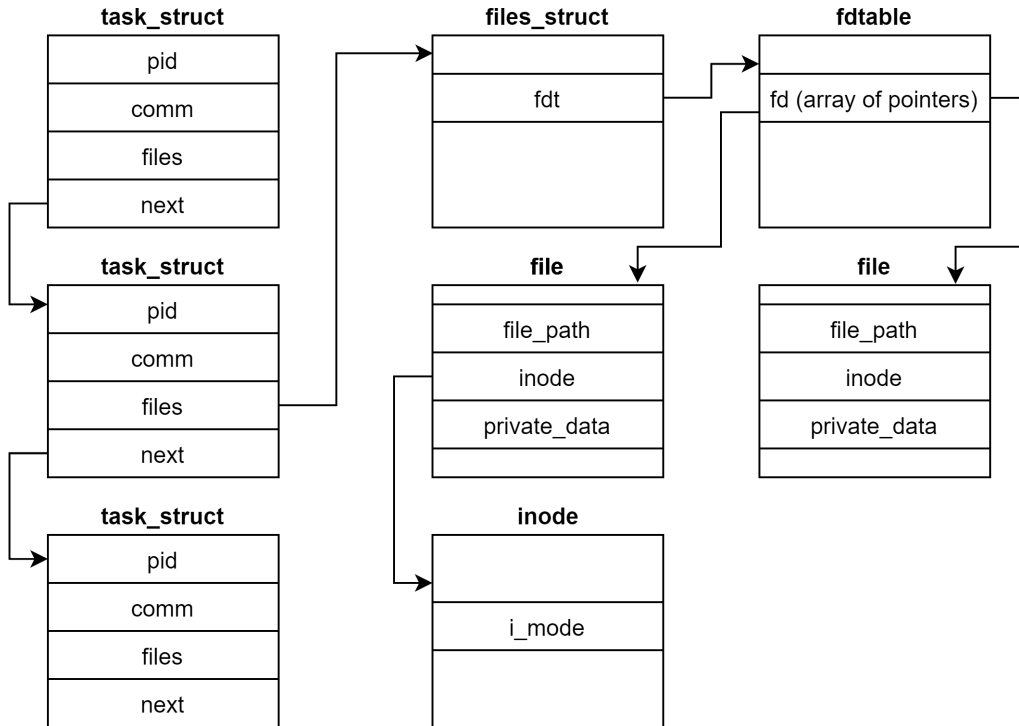 task_struct
pid
comm
files
next
files_struct
fdt
fdtable
fd (array of pointers)
task_struct
pid
comm
files
next
file
file_path
inode
private_data
file
file_path
inode
private_data
task_struct
pid
comm
files
next
inode
i_mode